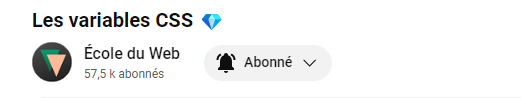 Les variables CSS 💎
École du Web
57,5 k abonnés
Abonné